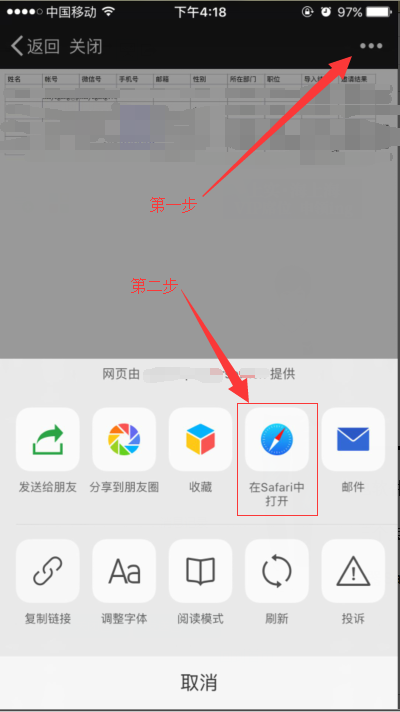 中国移动 下午4:18 97%
返回 关闭
姓名 帐号 微信号 手机号 邮箱 性别 所在部门 职位 导入结果 邀请结果
第一步
第二步
网页由 提供
发送给朋友 分享到朋友圈 收藏 在Safari中
打开 邮件
复制链接 调整字体 阅读模式 刷新 投诉
取消